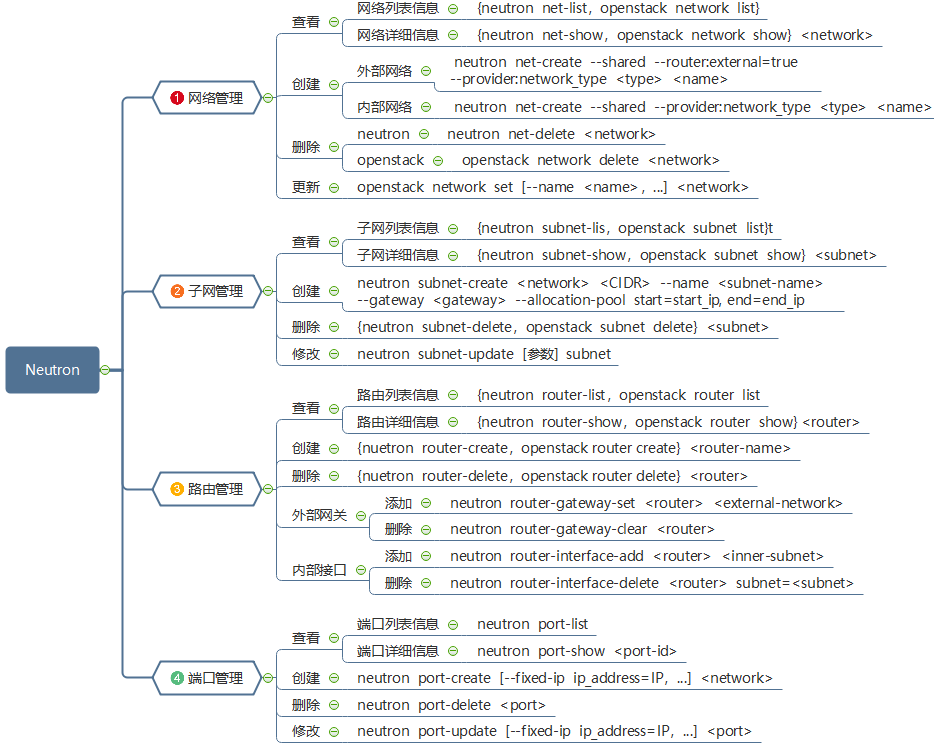 Neutron
1 网络管理
查看
网络列表信息 {neutron net-list，openstack network list}
网络详细信息 {neutron net-show，openstack network show} <network>
创建
外部网络 neutron net-create --shared --router:external=true
--provider:network_type <type> <name>
内部网络 neutron net-create --shared --provider:network_type <type> <name>
删除
neutron neutron net-delete <network>
openstack openstack network delete <network>
更新 openstack network set [--name <name>，...] <network>
2 子网管理
查看
子网列表信息 {neutron subnet-lis，openstack subnet list}t
子网详细信息 {neutron subnet-show，openstack subnet show} <subnet>
创建 neutron subnet-create <network> <CIDR> --name <subnet-name>
--gateway <gateway> --allocation-pool start=start_ip, end=end_ip
删除 {neutron subnet-delete，openstack subnet delete} <subnet>
修改 neutron subnet-update [参数] subnet
3 路由管理
查看
路由列表信息 {neutron router-list，openstack router list
路由详细信息 {neutron router-show，openstack router show} <router>
创建 {nuetron router-create，openstack router create} <router-name>
删除 {nuetron router-delete，openstack router delete} <router>
外部网关
添加 neutron router-gateway-set <router> <external-network>
删除 neutron router-gateway-clear <router>
内部接口
添加 neutron router-interface-add <router> <inner-subnet>
删除 neutron router-interface-delete <router> subnet=<subnet>
4 端口管理
查看
端口列表信息 neutron port-list
端口详细信息 neutron port-show <port-id>
创建 neutron port-create [--fixed-ip ip_address=IP，...] <network>
删除 neutron port-delete <port>
修改 neutron port-update [--fixed-ip ip_address=IP，...] <port>